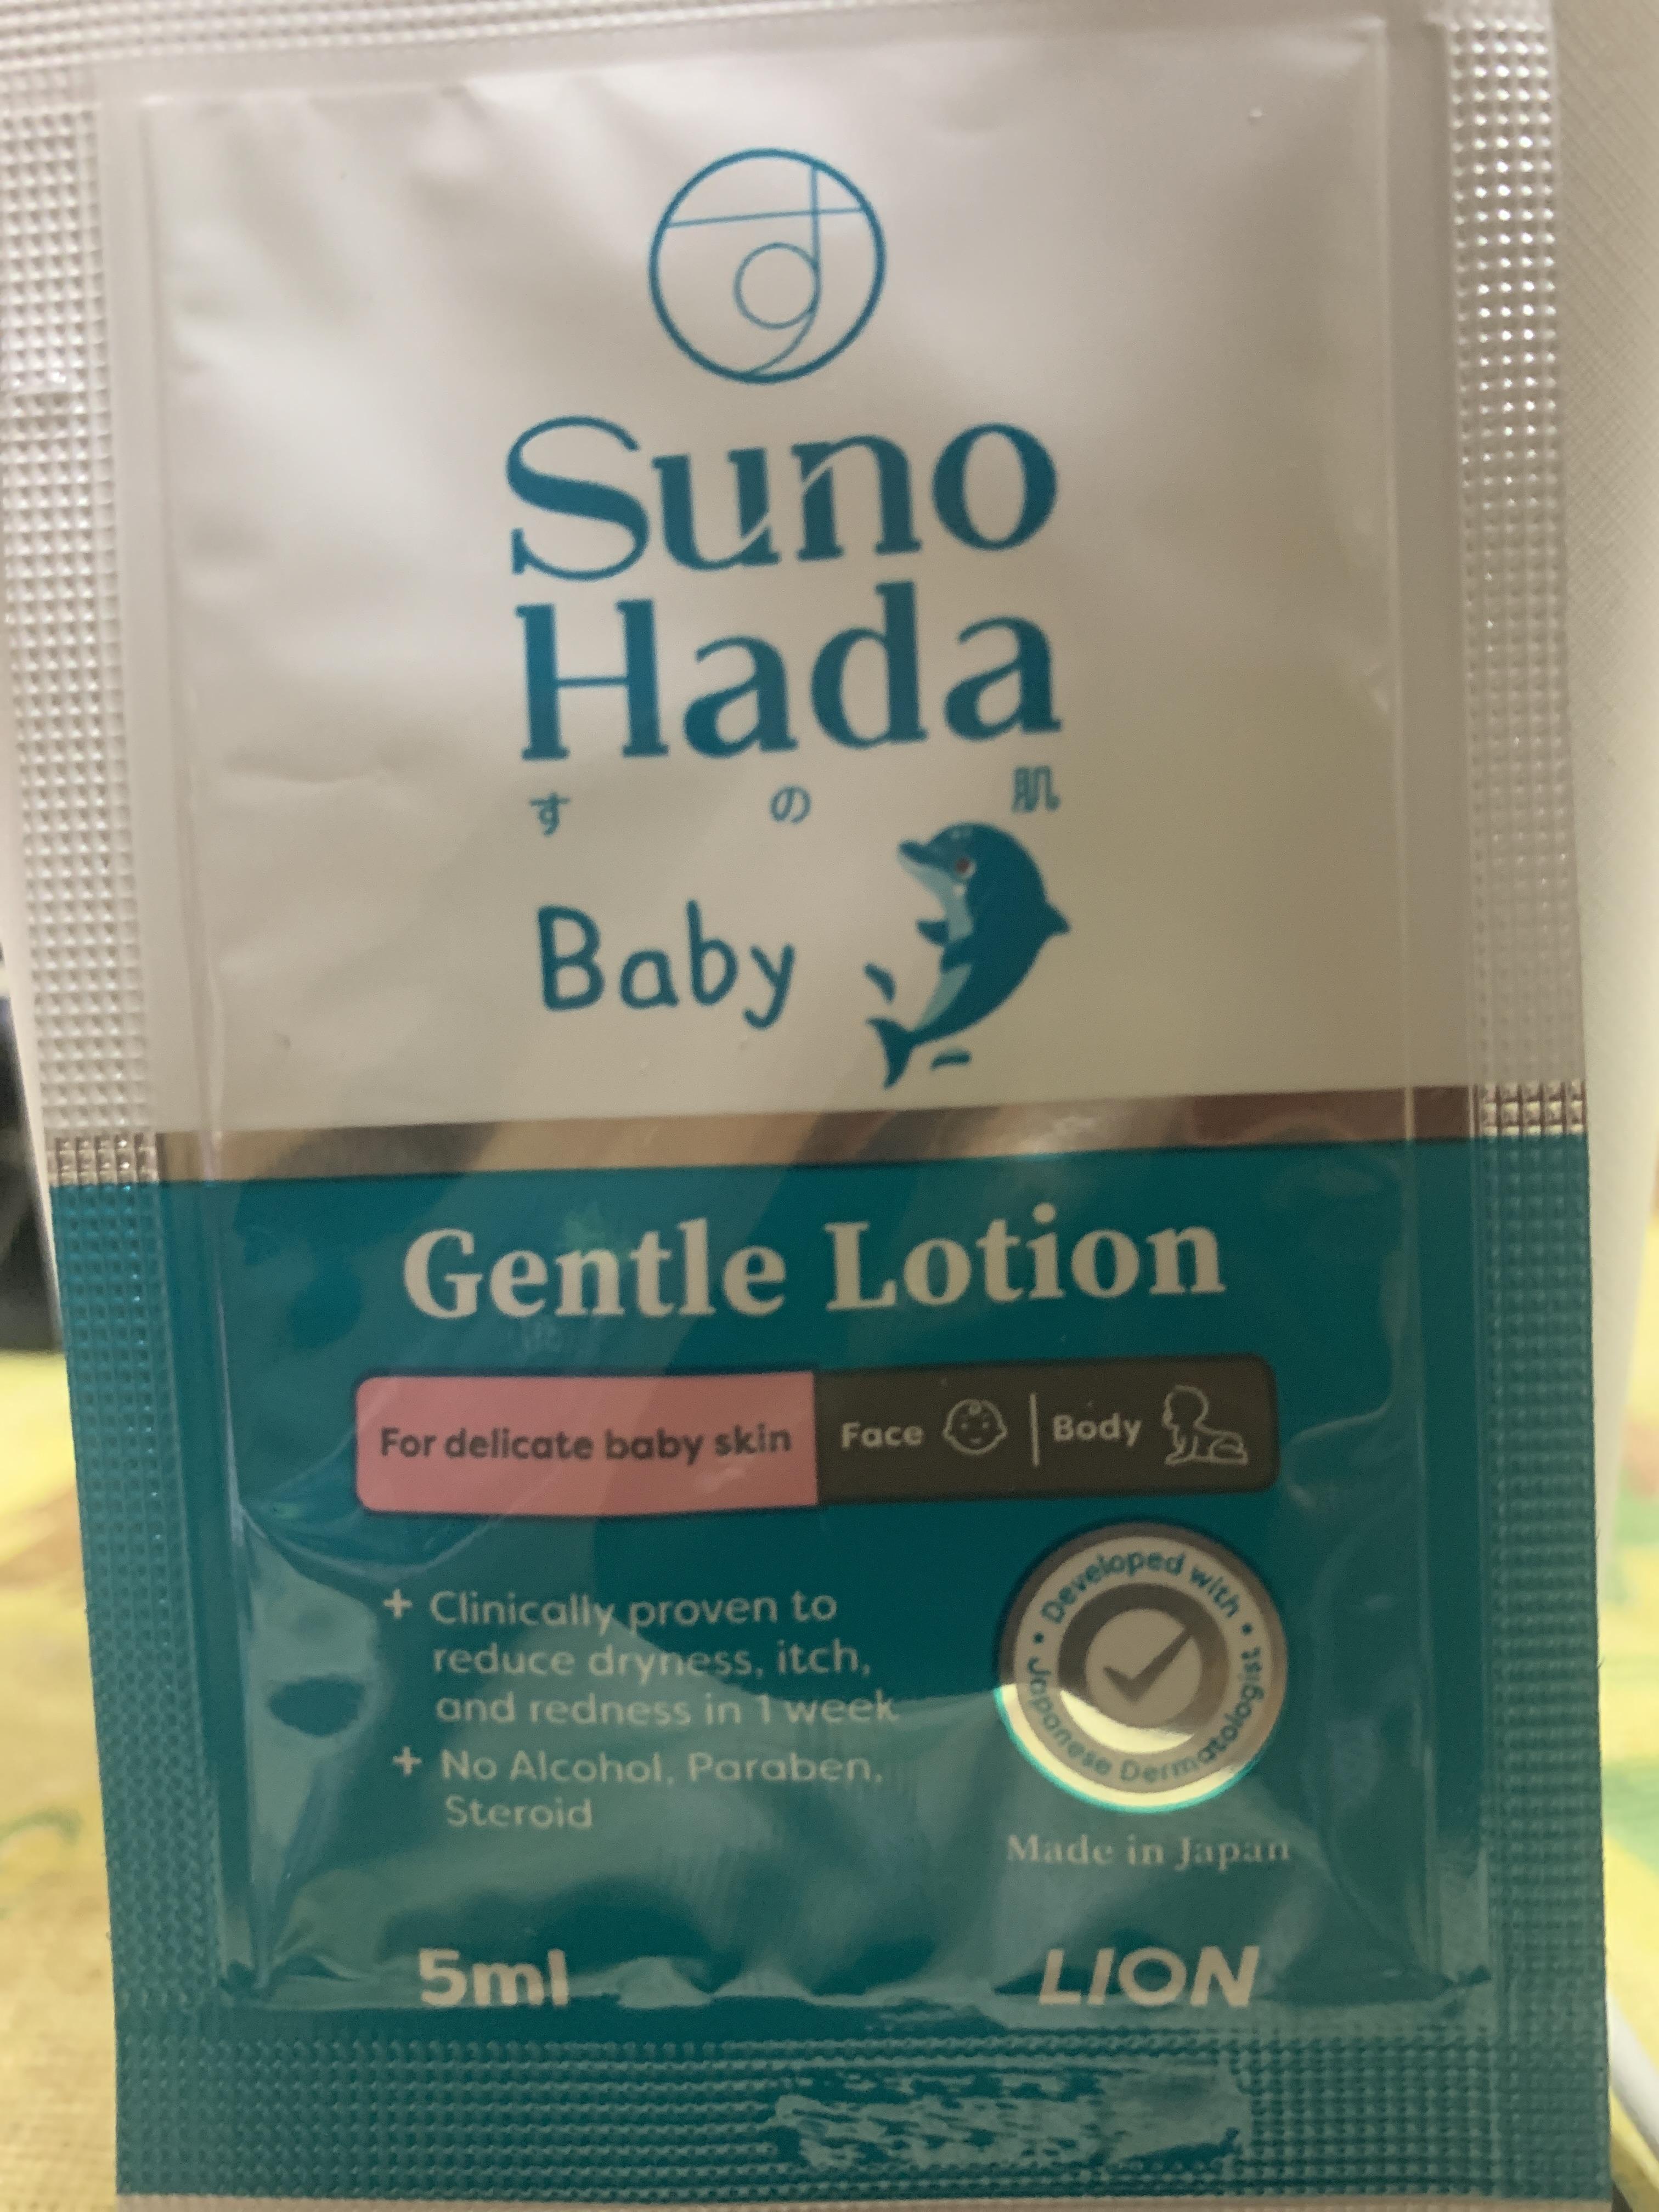 Suno
Hada
す の 肌
Baby
Gentle Lotion
For delicate baby skin
Face | Body
+ Clinically proven to
reduce dryness, itch,
and redness in 1 week
+ No Alcohol, Paraben,
Steroid
• Developed with •
Japanese Dermatologist
Made in Japan
5ml
LION